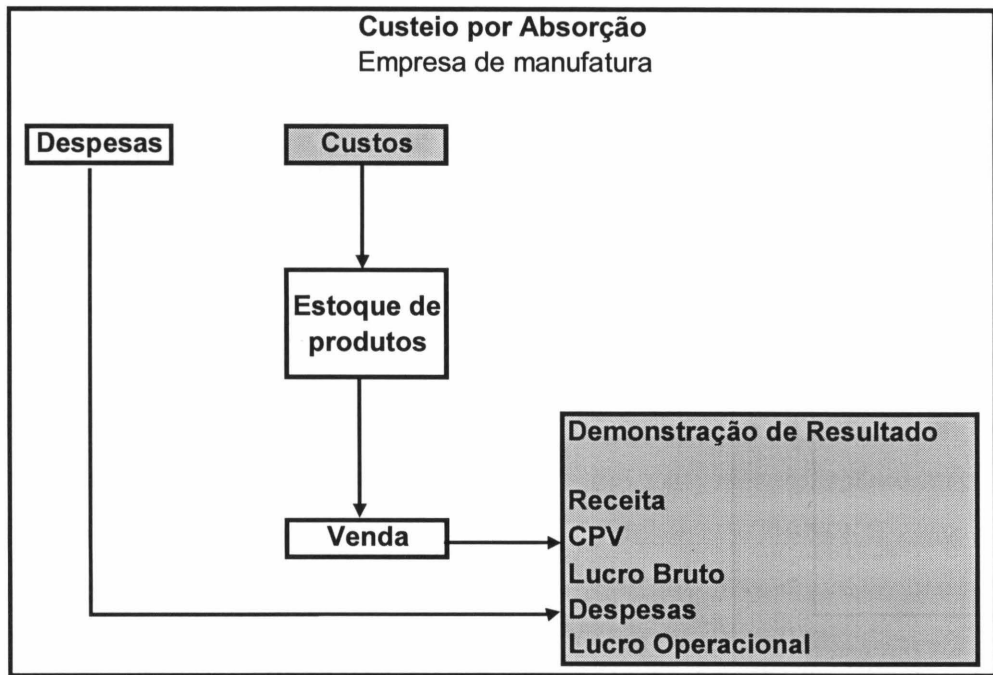 Custeio por Absorção
Empresa de manufatura
Despesas
Custos
Estoque de
produtos
Venda
Demonstração de Resultado
Receita
CPV
Lucro Bruto
Despesas
Lucro Operacional